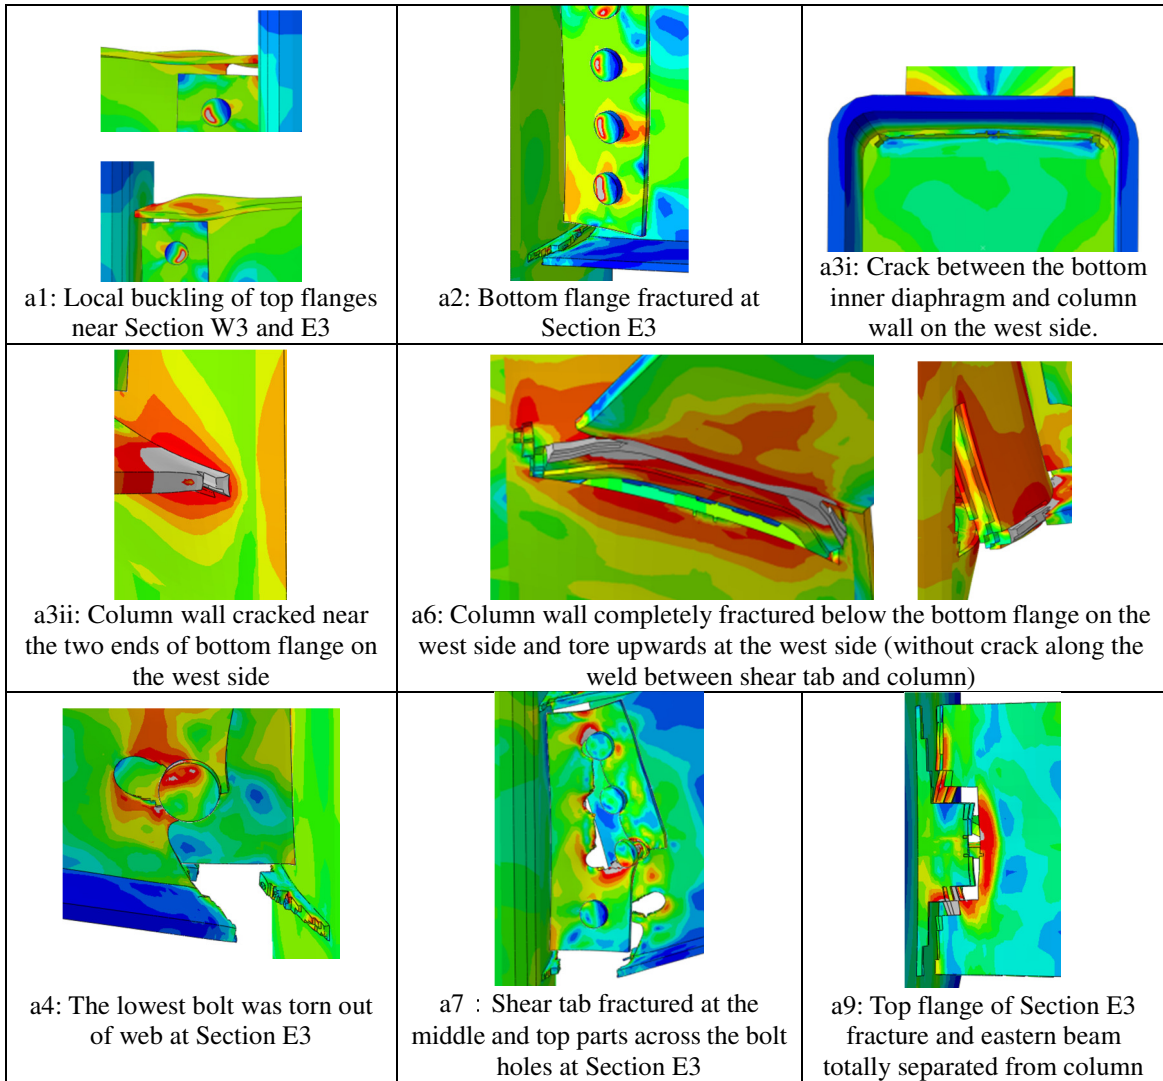 a1: Local buckling of top flanges
near Section W3 and E3
a2: Bottom flange fractured at
Section E3
a3i: Crack between the bottom
inner diaphragm and column
wall on the west side.
a3ii: Column wall cracked near
the two ends of bottom flange on
the west side
a6: Column wall completely fractured below the bottom flange on the
west side and tore upwards at the west side (without crack along the
weld between shear tab and column)
a4: The lowest bolt was torn out
of web at Section E3
a7：Shear tab fractured at the
middle and top parts across the bolt
holes at Section E3
a9: Top flange of Section E3
fracture and eastern beam
totally separated from column